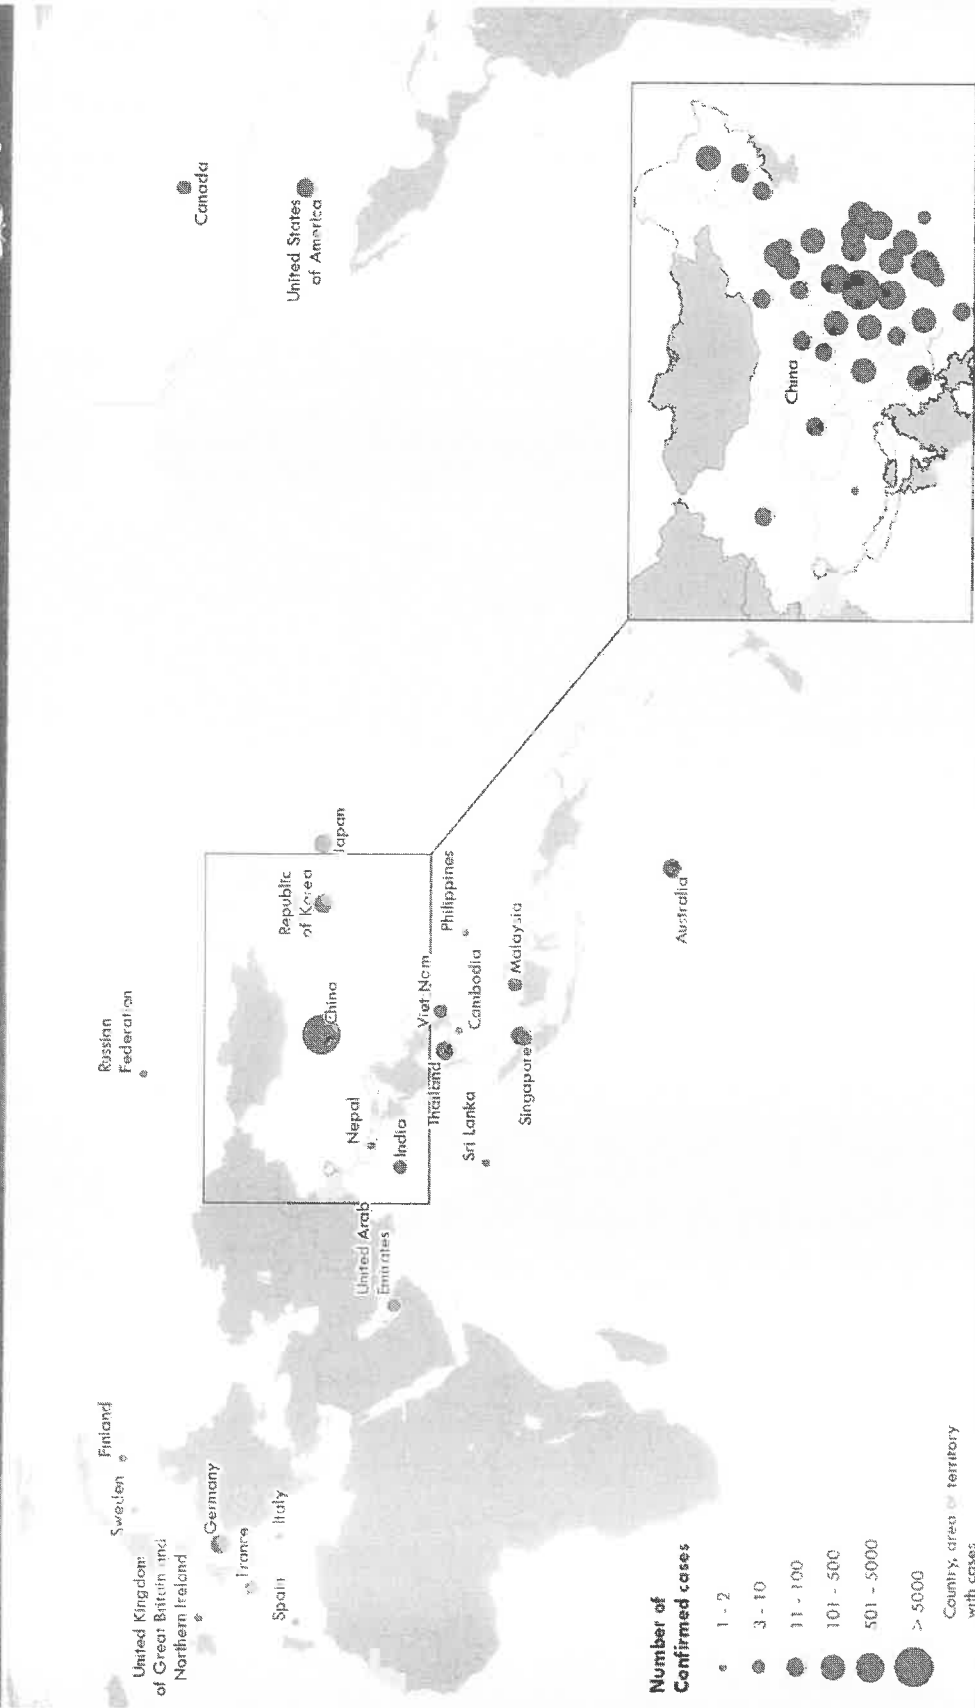 Canada
United States
of America
Russian
Federation
Republic
of Korea
Japan
China
Nepal
India
Viet Nam
Philippines
Thailand
Cambodia
Sri Lanka
Malaysia
Singapore
Australia
United Arab
Emirates
Sweden
Finland
United Kingdom
of Great Britain and
Northern Ireland
Germany
France
Spain
Italy
China
Number of
Confirmed cases
1 - 2
3 - 10
11 - 100
101 - 500
501 - 5000
> 5000
Country, area or territory
with cases